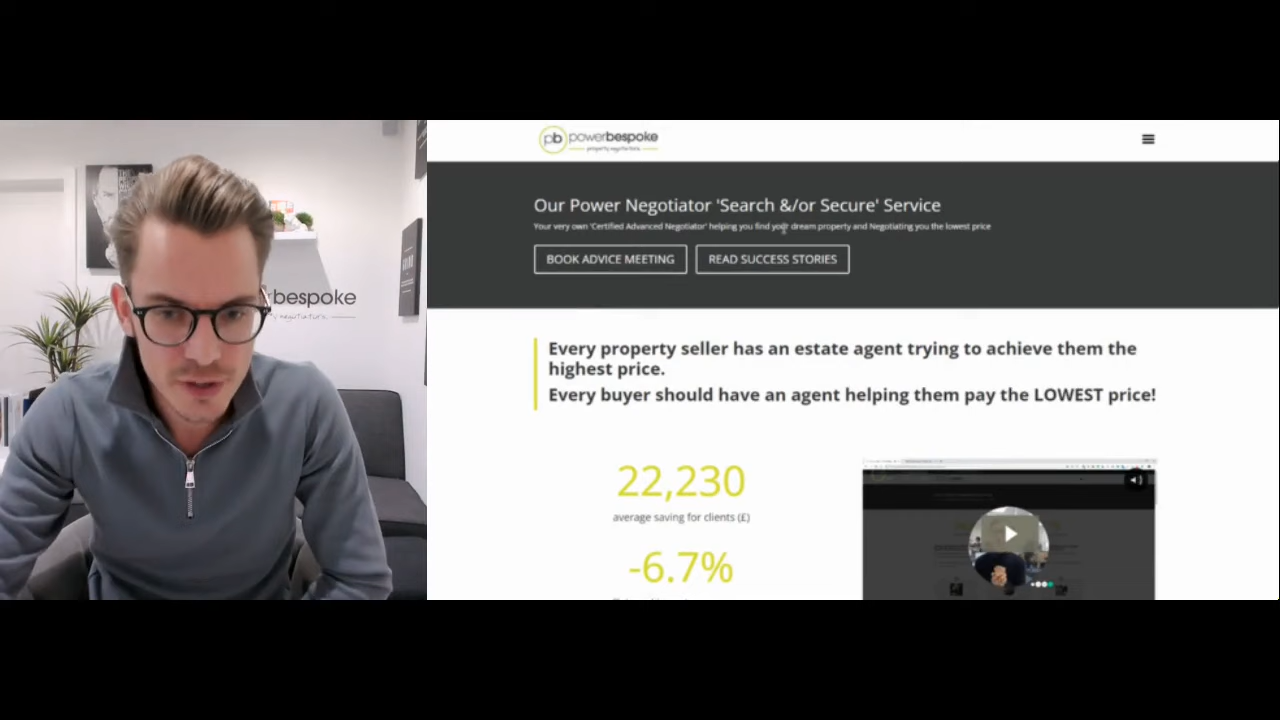 bespoke
powerbespoke
property negotiators
Our Power Negotiator 'Search &/or Secure' Service
Your very own 'Certified Advanced Negotiator' helping you find your dream property and Negotiating you the lowest price
BOOK ADVICE MEETING
READ SUCCESS STORIES
Every property seller has an estate agent trying to achieve them the
highest price.
Every buyer should have an agent helping them pay the LOWEST price!
22,230
average saving for clients (£)
-6.7%